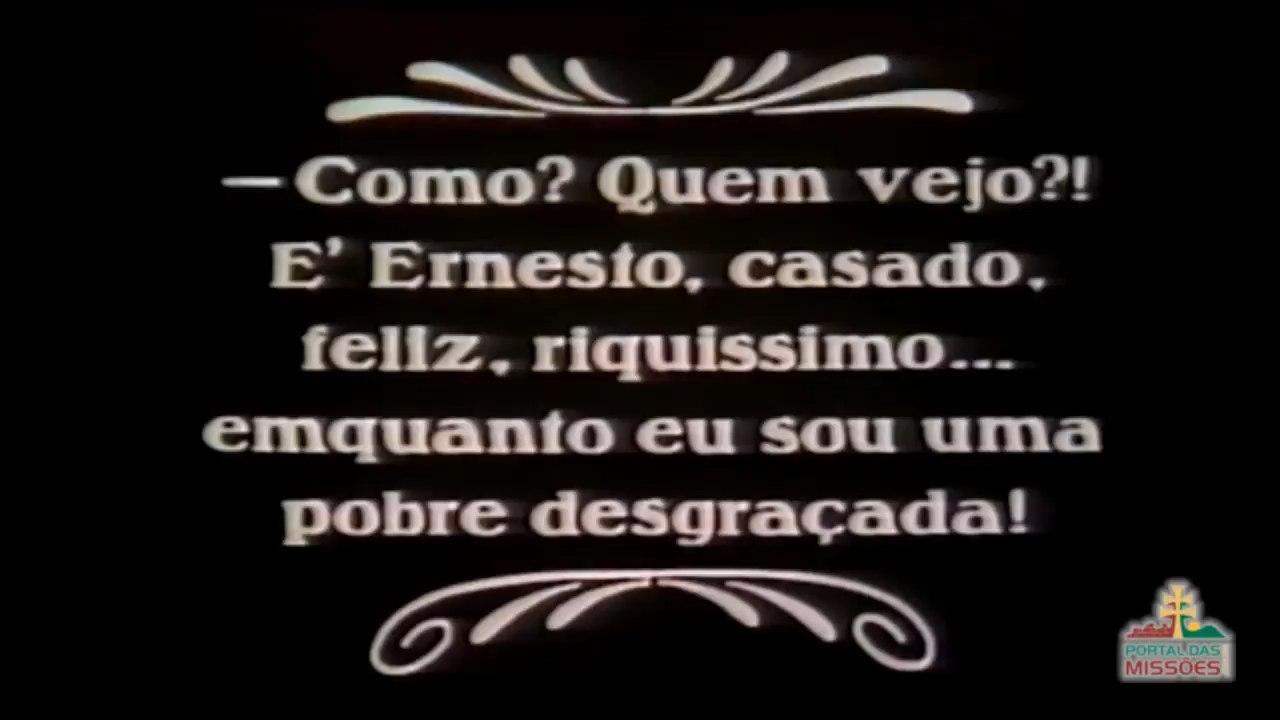 —Como? Quem vejo?!
E' Ernesto, casado,
feliz, riquissimo...
emquanto eu sou uma
pobre desgraçada!
PORTAL DAS
MISSÕES